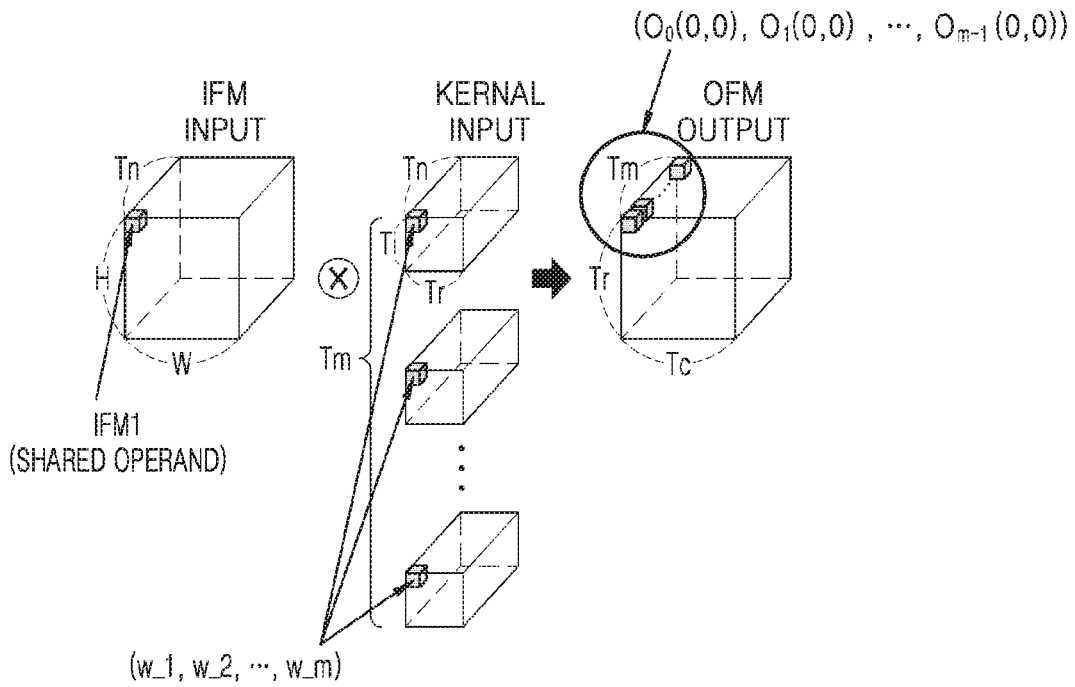 (O₀(0,0), O₁(0,0) , ⋯, Oₘ₋₁ (0,0))
IFM
INPUT
KERNAL
INPUT
OFM
OUTPUT
Tn
Tn
Tm
H
T
Tr
Tr
W
Tm
Tc
IFM1
(SHARED OPERAND)
(w_1, w_2, ⋯, w_m)